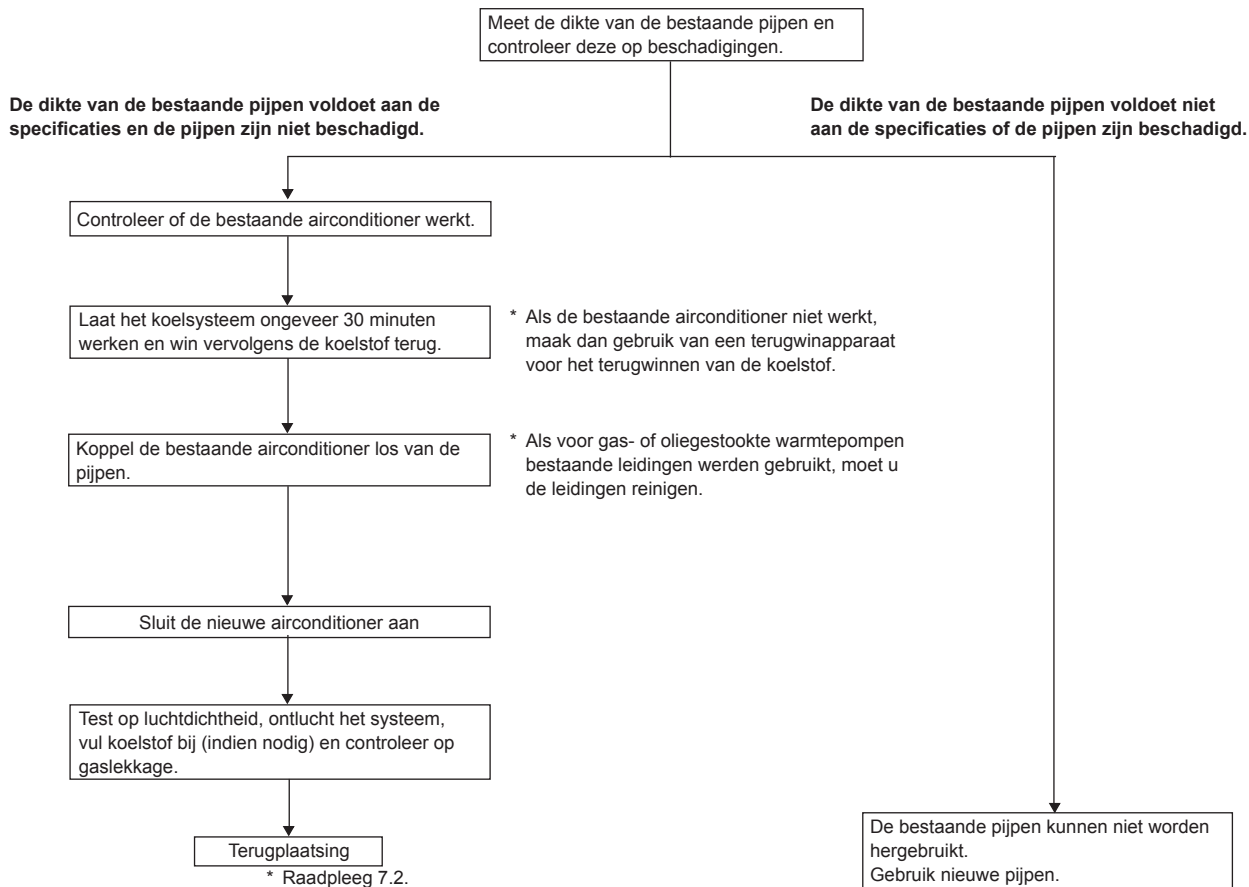 Meet de dikte van de bestaande pijpen en
controleer deze op beschadigingen.
De dikte van de bestaande pijpen voldoet aan de
specificaties en de pijpen zijn niet beschadigd.
De dikte van de bestaande pijpen voldoet niet
aan de specificaties of de pijpen zijn beschadigd.
Controleer of de bestaande airconditioner werkt.
Laat het koelsysteem ongeveer 30 minuten
werken en win vervolgens de koelstof terug.
* Als de bestaande airconditioner niet werkt,
maak dan gebruik van een terugwinapparaat
voor het terugwinnen van de koelstof.
Koppel de bestaande airconditioner los van de
pijpen.
* Als voor gas- of oliegestookte warmtepompen
bestaande leidingen werden gebruikt, moet u
de leidingen reinigen.
Sluit de nieuwe airconditioner aan
Test op luchtdichtheid, ontlucht het systeem,
vul koelstof bij (indien nodig) en controleer op
gaslekkage.
Terugplaatsing
* Raadpleeg 7.2.
De bestaande pijpen kunnen niet worden
hergebruikt.
Gebruik nieuwe pijpen.